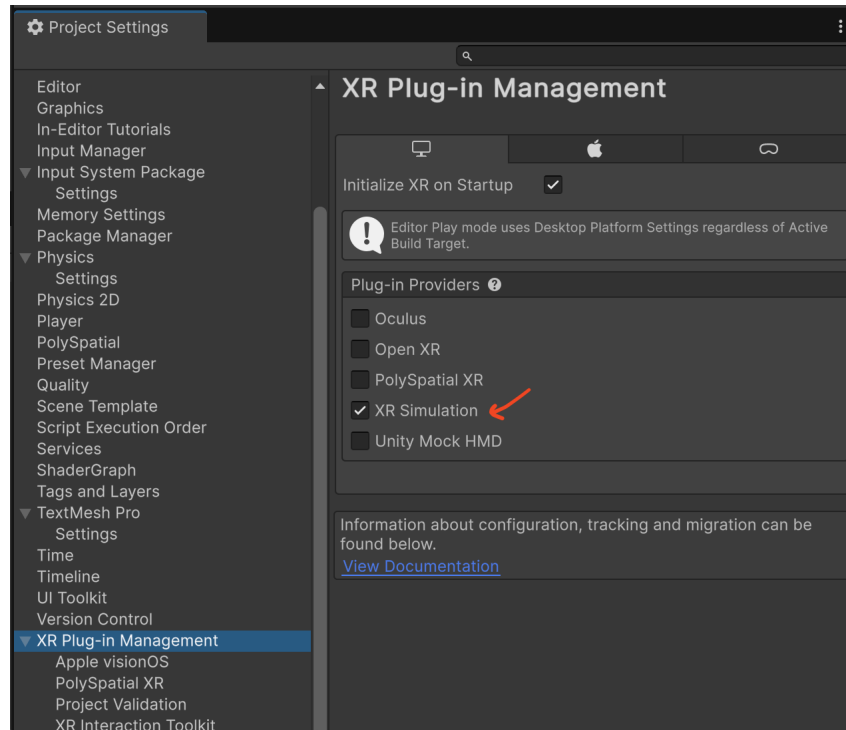 Project Settings
Editor
Graphics
In-Editor Tutorials
Input Manager
Input System Package
Settings
Memory Settings
Package Manager
Physics
Settings
Physics 2D
Player
PolySpatial
Preset Manager
Quality
Scene Template
Script Execution Order
Services
ShaderGraph
Tags and Layers
TextMesh Pro
Settings
Time
Timeline
UI Toolkit
Version Control
XR Plug-in Management
Apple visionOS
PolySpatial XR
Project Validation
XR Interaction Toolkit
XR Plug-in Management
Initialize XR on Startup
Editor Play mode uses Desktop Platform Settings regardless of Active
Build Target.
Plug-in Providers
Oculus
Open XR
PolySpatial XR
XR Simulation
Unity Mock HMD
Information about configuration, tracking and migration can be
found below.
View Documentation